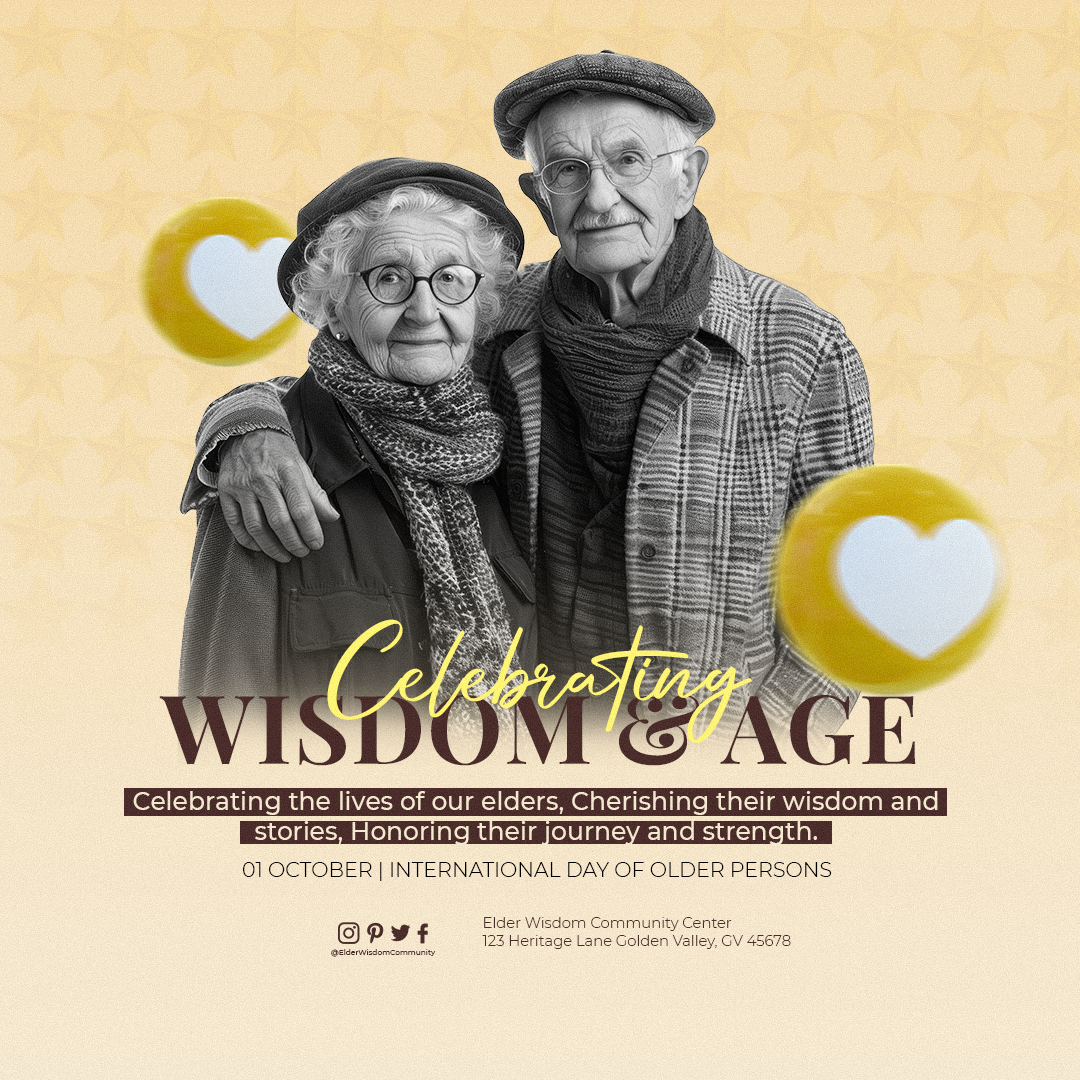 Celebrating
WISDOM & AGE
Celebrating the lives of our elders, Cherishing their wisdom and
stories, Honoring their journey and strength.
01 OCTOBER | INTERNATIONAL DAY OF OLDER PERSONS
Elder Wisdom Community Center
123 Heritage Lane Golden Valley, GV 45678
@ElderWisdomCommunity